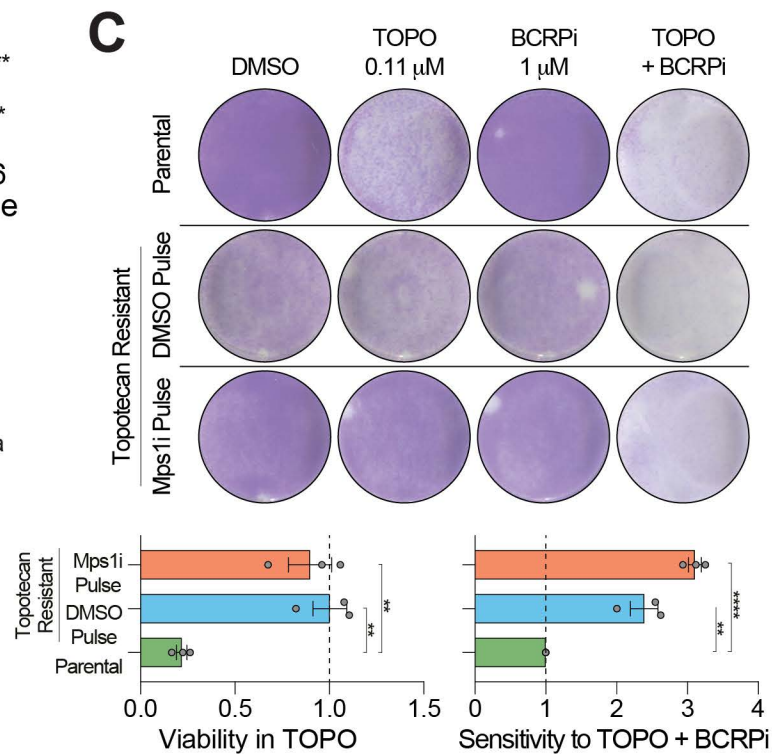 C
**
*
6
e
a
DMSO
TOPO
0.11 μM
BCRPi
1 μM
TOPO
+ BCRPi
Parental
Topotecan Resistant
DMSO Pulse
Mps1i Pulse
Topotecan
Resistant
Mps1i
Pulse
DMSO
Pulse
Parental
**
**
0.0 0.5 1.0 1.5
Viability in TOPO
**
****
0 1 2 3 4
Sensitivity to TOPO + BCRPi